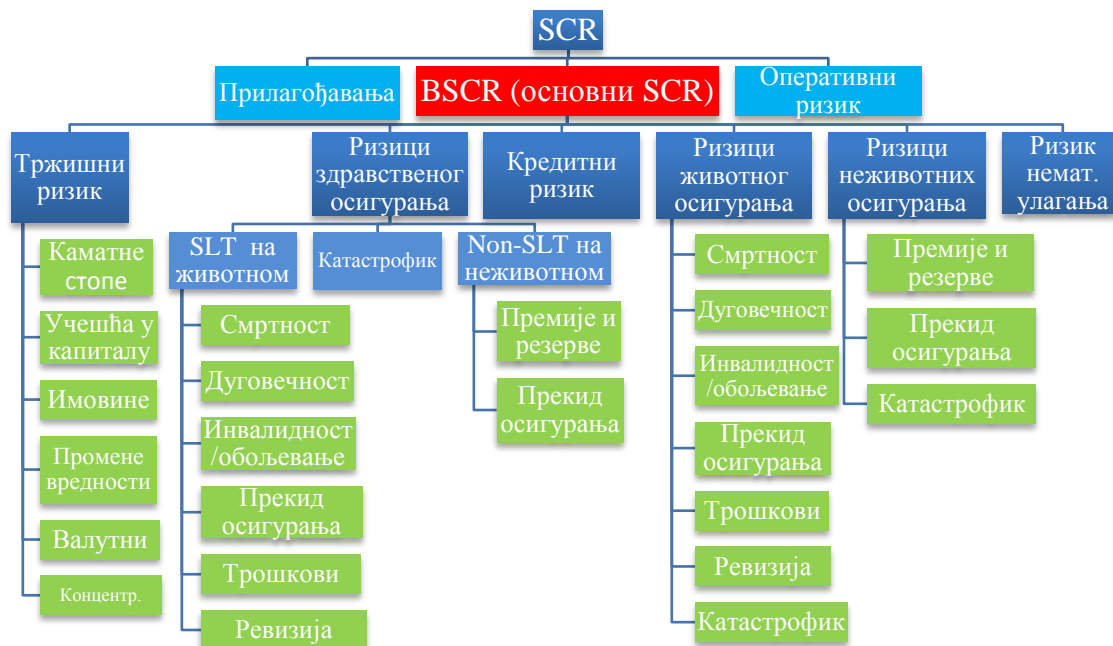 SCR
Прилагођавања
BSCR (основни SCR)
Оперативни
ризик
Тржишни
ризик
Ризици
здравственог
осигурања
Кредитни
ризик
Ризици
животног
осигурања
Ризици
неживотних
осигурања
Ризик
немат.
улагања
Каматне
стопе
Учешћа у
капиталу
Имовине
Промене
вредности
Валутни
Концентр.
SLT на
животном
Катастрофик
Non-SLT на
неживотном
Смртност
Дуговечност
Инвалидност
/обољевање
Прекид
осигурања
Трошкови
Ревизија
Премије и
резерве
Прекид
осигурања
Смртност
Дуговечност
Инвалидност
/обољевање
Прекид
осигурања
Трошкови
Ревизија
Катастрофик
Премије и
резерве
Прекид
осигурања
Катастрофик